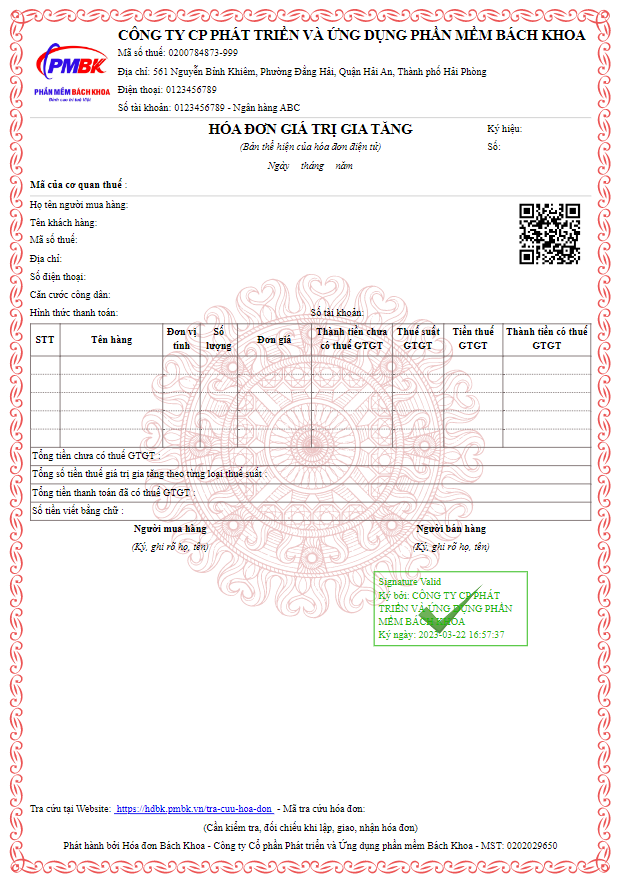 CÔNG TY CP PHÁT TRIỂN VÀ ỨNG DỤNG PHẦN MỀM BÁCH KHOA
Mã số thuế: 0200784873-999
Địa chỉ: 561 Nguyễn Bỉnh Khiêm, Phường Đằng Hải, Quận Hải An, Thành phố Hải Phòng
Điện thoại: 0123456789
Số tài khoản: 0123456789 - Ngân hàng ABC
PMBK
PHẦN MỀM BÁCH KHOA
Đỉnh cao trí tuệ Việt
HÓA ĐƠN GIÁ TRỊ GIA TĂNG
Ký hiệu:
(Bản thể hiện của hóa đơn điện tử)
Số:
Ngày tháng năm
Mã của cơ quan thuế :
Họ tên người mua hàng:
Tên khách hàng:
Mã số thuế:
Địa chỉ:
Số điện thoại:
Căn cước công dân:
Hình thức thanh toán: Số tài khoản:
STT Tên hàng Đơn vị tính Số lượng Đơn giá Thành tiền chưa có thuế GTGT Thuế suất GTGT Tiền thuế GTGT Thành tiền có thuế GTGT
Tổng tiền chưa có thuế GTGT :
Tổng số tiền thuế giá trị gia tăng theo từng loại thuế suất :
Tổng tiền thanh toán đã có thuế GTGT :
Số tiền viết bằng chữ :
Người mua hàng Người bán hàng
(Ký, ghi rõ họ, tên) (Ký, ghi rõ họ, tên)
Signature Valid
Ký bởi: CÔNG TY CP PHÁT
TRIỂN VÀ ỨNG DỤNG PHẦN
MỀM BÁCH KHOA
Ký ngày: 2023-03-22 16:57:37
Tra cứu tại Website: https://hdbk.pmbk.vn/tra-cuu-hoa-don - Mã tra cứu hóa đơn:
(Cần kiểm tra, đối chiếu khi lập, giao, nhận hóa đơn)
Phát hành bởi Hóa đơn Bách Khoa - Công ty Cổ phần Phát triển và Ứng dụng phần mềm Bách Khoa - MST: 0202029650